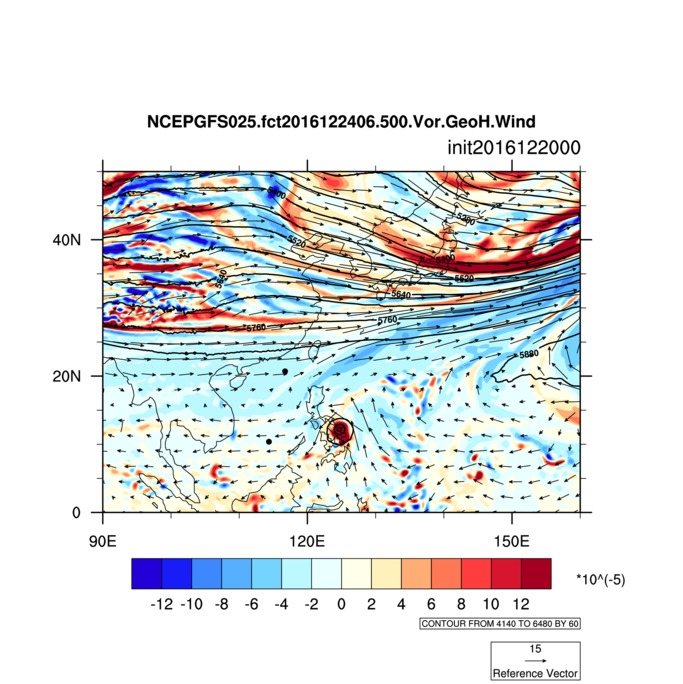 NCEPGFS025.fct2016122406.500.Vor.GeoH.Wind
init2016122000
40N
20N
0
5400
5280
5520
5400
5640
5520
5640
5760
5760
5880
90E 120E 150E
-12 -10 -8 -6 -4 -2 0 2 4 6 8 10 12
*10^(-5)
CONTOUR FROM 4140 TO 6480 BY 60
15
Reference Vector